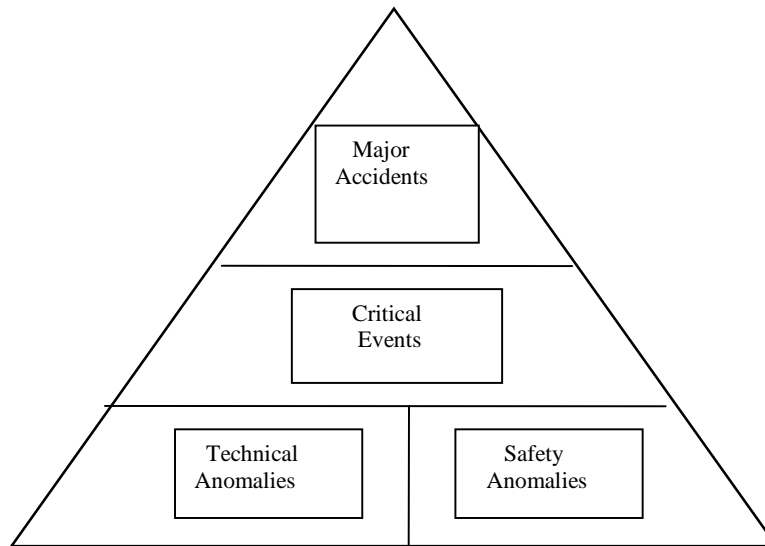 Major
Accidents
Critical
Events
Technical
Anomalies
Safety
Anomalies